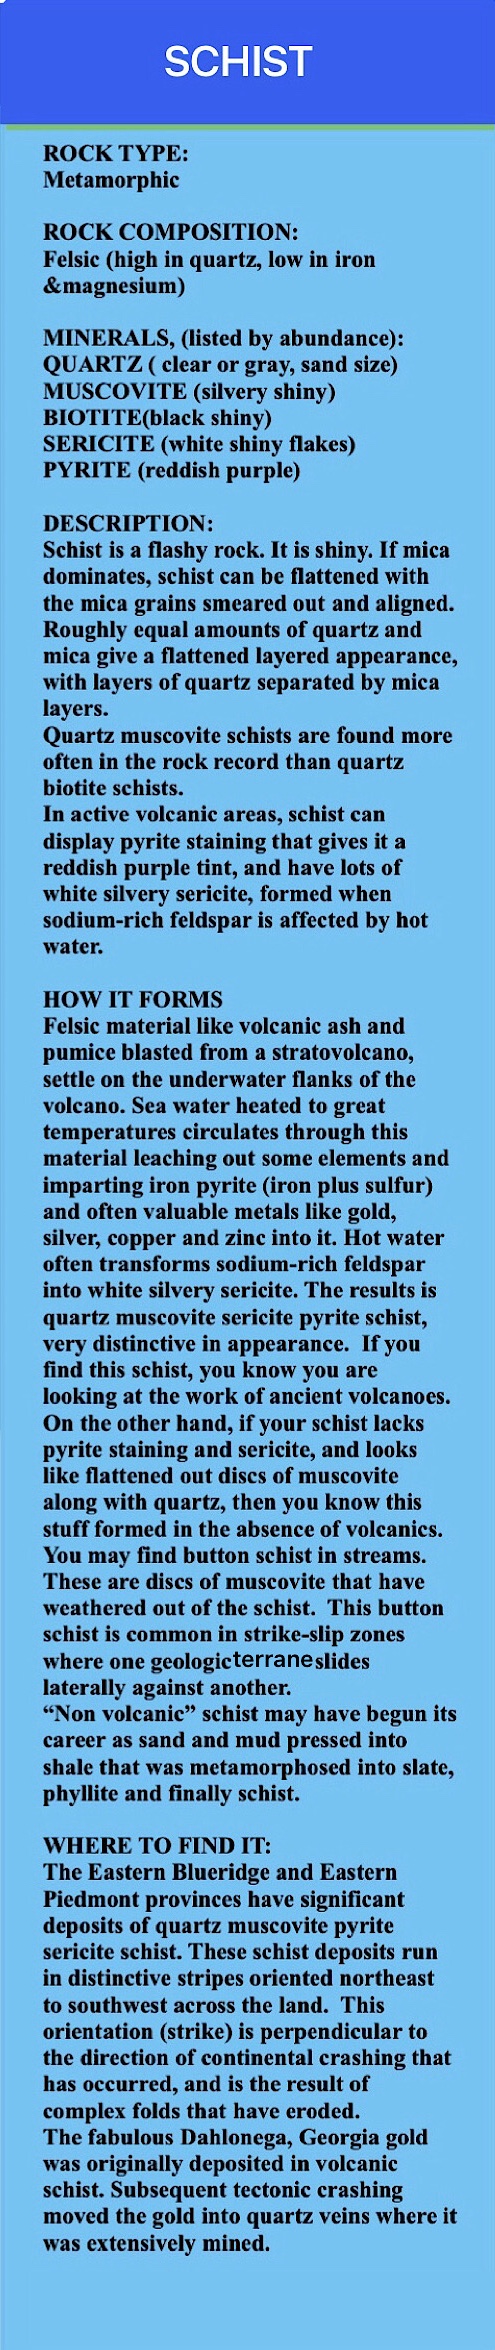 SCHIST
ROCK TYPE:
Metamorphic
ROCK COMPOSITION:
Felsic (high in quartz, low in iron
&magnesium)
MINERALS, (listed by abundance):
QUARTZ ( clear or gray, sand size)
MUSCOVITE (silvery shiny)
BIOTITE(black shiny)
SERICITE (white shiny flakes)
PYRITE (reddish purple)
DESCRIPTION:
Schist is a flashy rock. It is shiny. If mica
dominates, schist can be flattened with
the mica grains smeared out and aligned.
Roughly equal amounts of quartz and
mica give a flattened layered appearance,
with layers of quartz separated by mica
layers.
Quartz muscovite schists are found more
often in the rock record than quartz
biotite schists.
In active volcanic areas, schist can
display pyrite staining that gives it a
reddish purple tint, and have lots of
white silvery sericite, formed when
sodium-rich feldspar is affected by hot
water.
HOW IT FORMS
Felsic material like volcanic ash and
pumice blasted from a stratovolcano,
settle on the underwater flanks of the
volcano. Sea water heated to great
temperatures circulates through this
material leaching out some elements and
imparting iron pyrite (iron plus sulfur)
and often valuable metals like gold,
silver, copper and zinc into it. Hot water
often transforms sodium-rich feldspar
into white silvery sericite. The results is
quartz muscovite sericite pyrite schist,
very distinctive in appearance.  If you
find this schist, you know you are
looking at the work of ancient volcanoes.
On the other hand, if your schist lacks
pyrite staining and sericite, and looks
like flattened out discs of muscovite
along with quartz, then you know this
stuff formed in the absence of volcanics.
You may find button schist in streams.
These are discs of muscovite that have
weathered out of the schist.  This button
schist is common in strike-slip zones
where one geologic terrane slides
laterally against another.
“Non volcanic” schist may have begun its
career as sand and mud pressed into
shale that was metamorphosed into slate,
phyllite and finally schist.
WHERE TO FIND IT:
The Eastern Blueridge and Eastern
Piedmont provinces have significant
deposits of quartz muscovite pyrite
sericite schist. These schist deposits run
in distinctive stripes oriented northeast
to southwest across the land.  This
orientation (strike) is perpendicular to
the direction of continental crashing that
has occurred, and is the result of
complex folds that have eroded.
The fabulous Dahlonega, Georgia gold
was originally deposited in volcanic
schist. Subsequent tectonic crashing
moved the gold into quartz veins where it
was extensively mined.